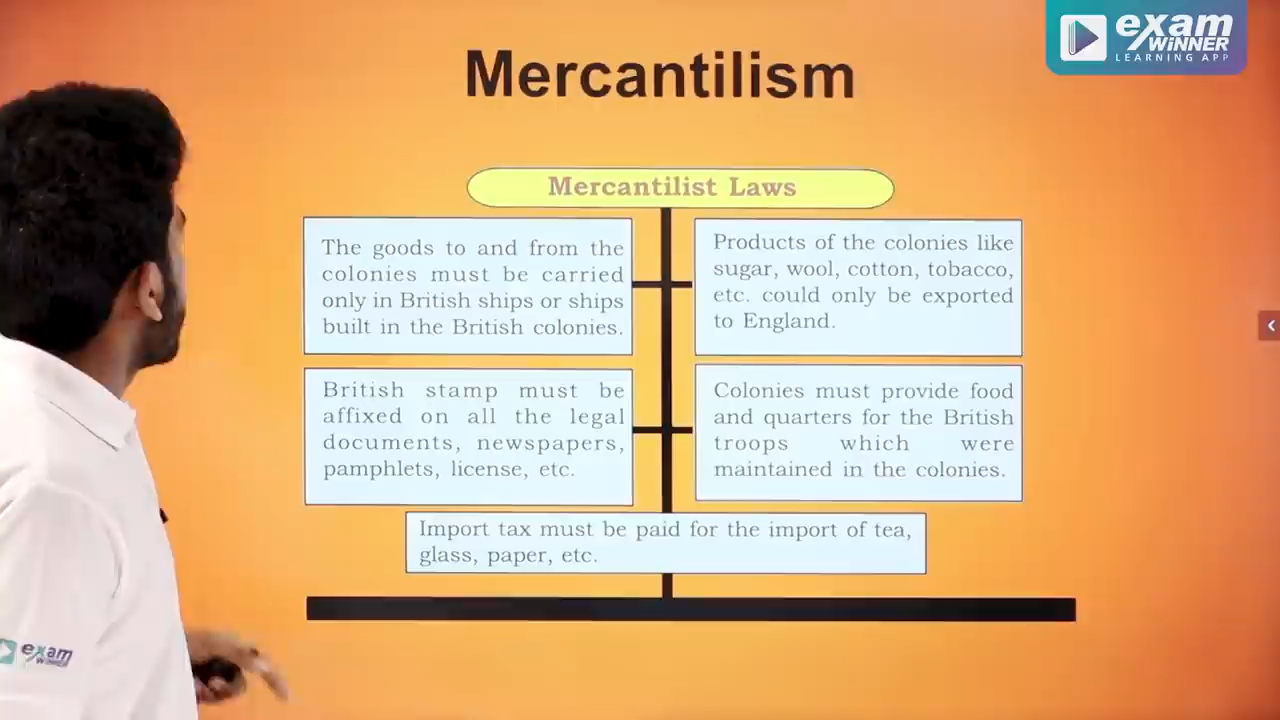 exam
WiNNER
LEARNING APP
Mercantilism
Mercantilist Laws
The goods to and from the
colonies must be carried
only in British ships or ships
built in the British colonies.
Products of the colonies like
sugar, wool, cotton, tobacco,
etc. could only be exported
to England.
British stamp must be
affixed on all the legal
documents, newspapers,
pamphlets, license, etc.
Colonies must provide food
and quarters for the British
troops which were
maintained in the colonies.
Import tax must be paid for the import of tea,
glass, paper, etc.
exam
WiNNER